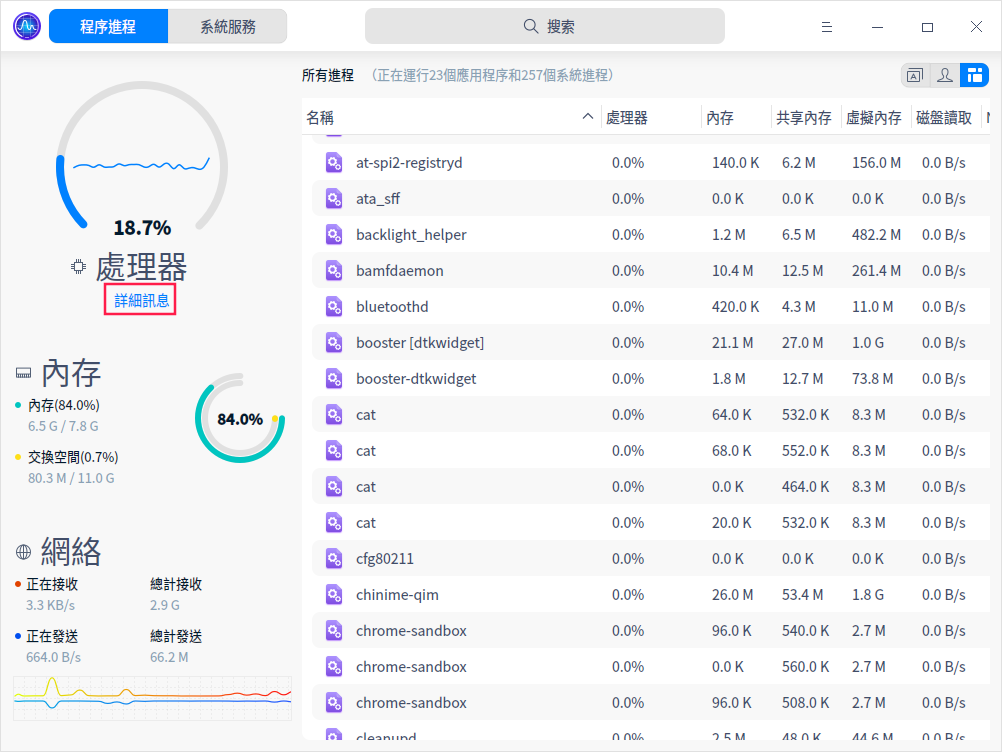 程序進程
系統服務
搜索
18.7%
處理器
詳細訊息
內存
內存(84.0%)
6.5 G / 7.8 G
交換空間(0.7%)
80.3 M / 11.0 G
84.0%
網絡
正在接收 總計接收
3.3 KB/s 2.9 G
正在發送 總計發送
664.0 B/s 66.2 M
所有進程 (正在運行23個應用程序和257個系統進程)
名稱 處理器 內存 共享內存 虛擬內存 磁盤讀取
at-spi2-registryd 0.0% 140.0 K 6.2 M 156.0 M 0.0 B/s
ata_sff 0.0% 0.0 K 0.0 K 0.0 K 0.0 B/s
backlight_helper 0.0% 1.2 M 6.5 M 482.2 M 0.0 B/s
bamfdaemon 0.0% 10.4 M 12.5 M 261.4 M 0.0 B/s
bluetoothd 0.0% 420.0 K 4.3 M 11.0 M 0.0 B/s
booster [dtkwidget] 0.0% 21.1 M 27.0 M 1.0 G 0.0 B/s
booster-dtkwidget 0.0% 1.8 M 12.7 M 73.8 M 0.0 B/s
cat 0.0% 64.0 K 532.0 K 8.3 M 0.0 B/s
cat 0.0% 68.0 K 552.0 K 8.3 M 0.0 B/s
cat 0.0% 0.0 K 464.0 K 8.3 M 0.0 B/s
cat 0.0% 20.0 K 532.0 K 8.3 M 0.0 B/s
cfg80211 0.0% 0.0 K 0.0 K 0.0 K 0.0 B/s
chinime-qim 0.0% 26.0 M 53.4 M 1.8 G 0.0 B/s
chrome-sandbox 0.0% 96.0 K 540.0 K 2.7 M 0.0 B/s
chrome-sandbox 0.0% 0.0 K 560.0 K 2.7 M 0.0 B/s
chrome-sandbox 0.0% 96.0 K 508.0 K 2.7 M 0.0 B/s
cleanupd 0.0% 2.5 M 48.0 K 44.6 M 0.0 B/s